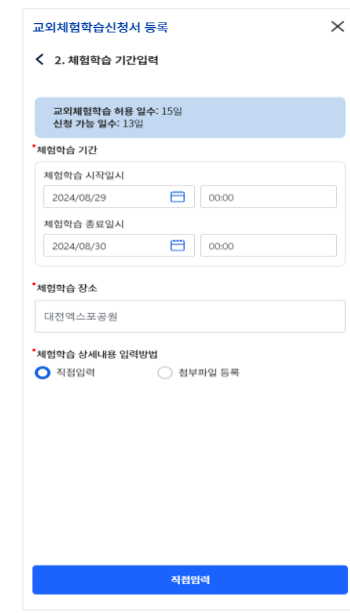 교외체험학습신청서 등록
2. 체험학습 기간입력
교외체험학습 허용 일수: 15일
신청 가능 일수: 13일
*체험학습 기간
체험학습 시작일시
2024/08/29 00:00
체험학습 종료일시
2024/08/30 00:00
*체험학습 장소
대전엑스포공원
*체험학습 상세내용 입력방법
직접입력 첨부파일 등록
직접입력